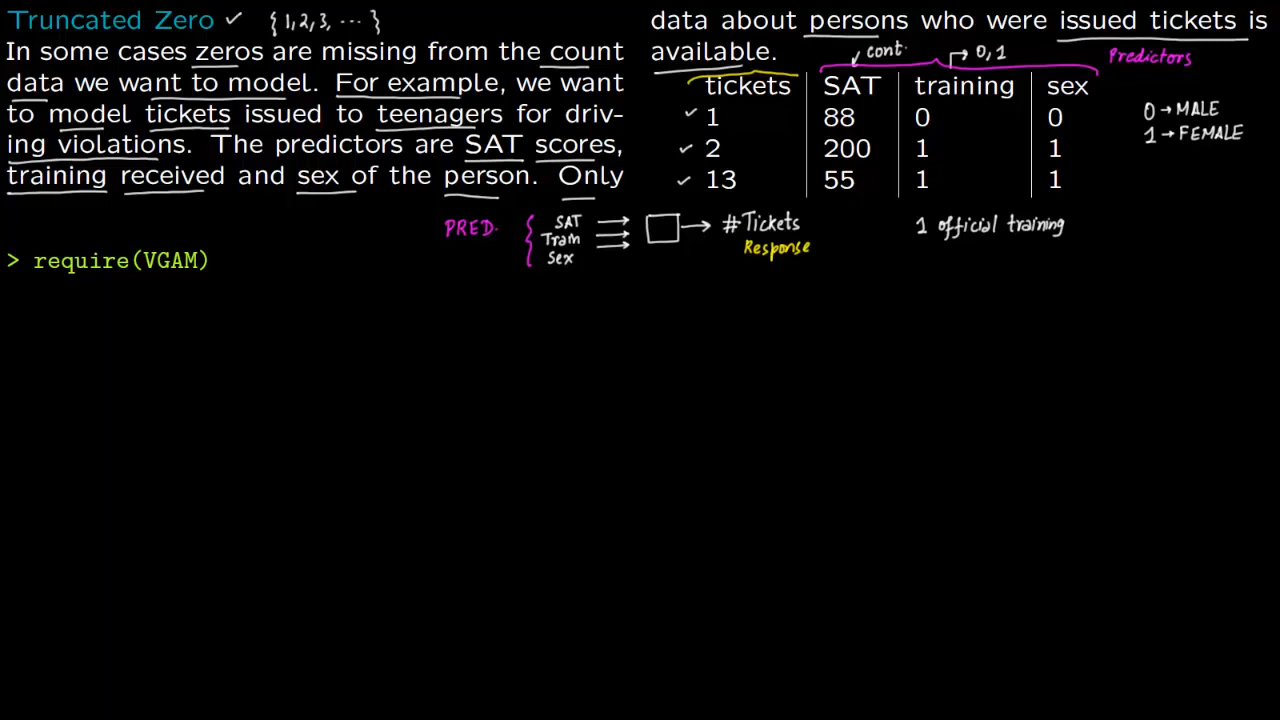 Truncated Zero ✓ {1,2,3, ...}
In some cases zeros are missing from the count
data we want to model. For example, we want
to model tickets issued to teenagers for driv-
ing violations. The predictors are SAT scores,
training received and sex of the person. Only
data about persons who were issued tickets is
available.
cont. 0, 1 Predictors
tickets SAT training sex
✓ 1 88 0 0
✓ 2 200 1 1
✓ 13 55 1 1
0 → MALE
1 → FEMALE
PRED. { SAT → □ → # Tickets
Train →
Sex →
Response
1 official training
> require(VGAM)